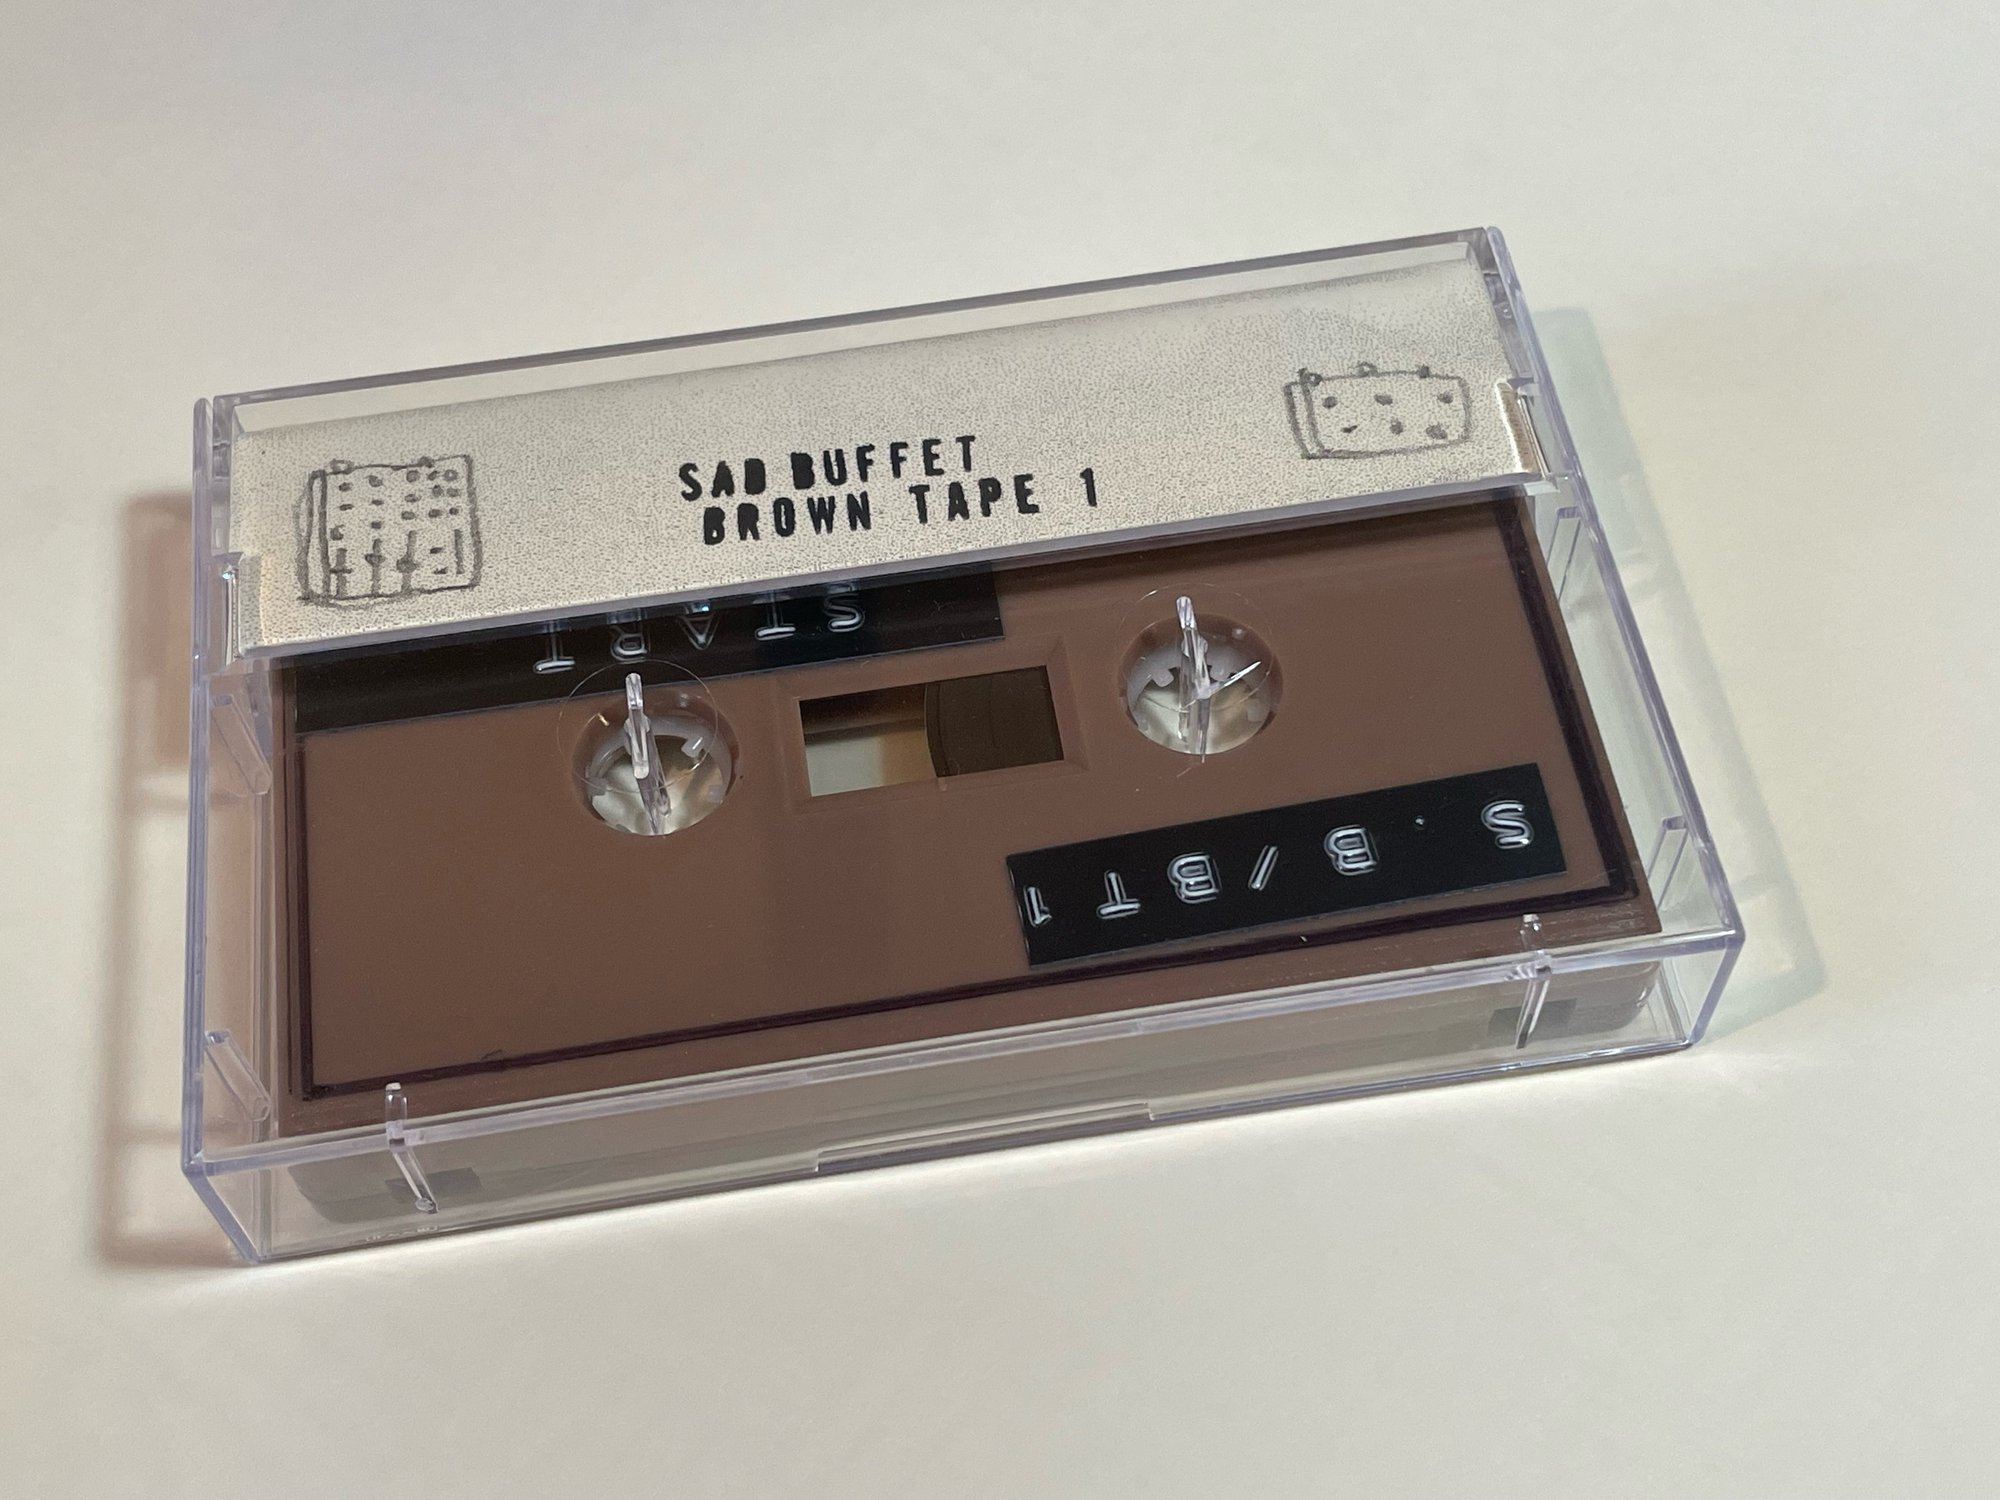 SAD BUFFET
BROWN TAPE 1
START
S.B/BT1